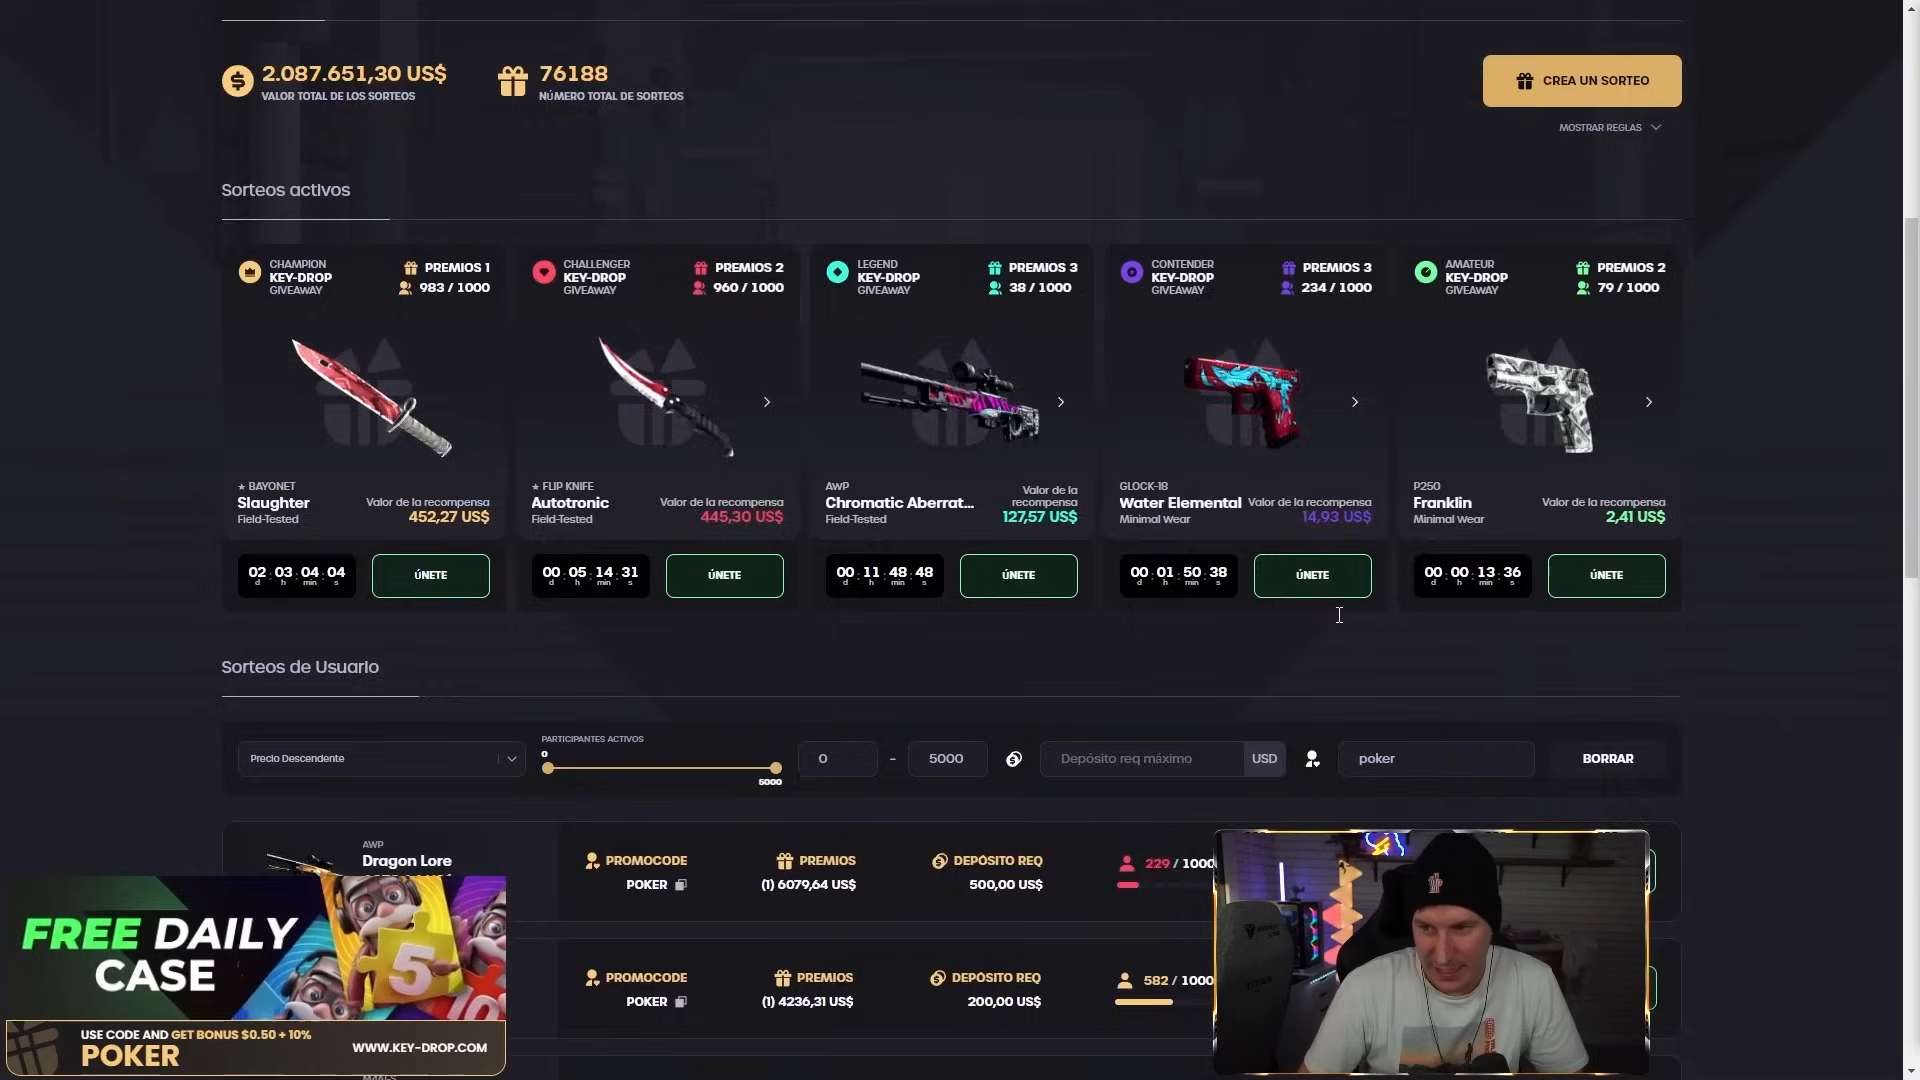 2.087.651,30 US$
VALOR TOTAL DE LOS SORTEOS
76188
NÚMERO TOTAL DE SORTEOS
CREA UN SORTEO
MOSTRAR REGLAS
Sorteos activos
CHAMPION
KEY-DROP
GIVEAWAY
PREMIOS 1
983 / 1000
CHALLENGER
KEY-DROP
GIVEAWAY
PREMIOS 2
960 / 1000
LEGEND
KEY-DROP
GIVEAWAY
PREMIOS 3
38 / 1000
CONTENDER
KEY-DROP
GIVEAWAY
PREMIOS 3
234 / 1000
AMATEUR
KEY-DROP
GIVEAWAY
PREMIOS 2
79 / 1000
★ BAYONET
Slaughter
Field-Tested
Valor de la recompensa
452,27 US$
★ FLIP KNIFE
Autotronic
Field-Tested
Valor de la recompensa
445,30 US$
AWP
Chromatic Aberrat...
Field-Tested
Valor de la
recompensa
127,57 US$
GLOCK-18
Water Elemental
Minimal Wear
Valor de la recompensa
14,93 US$
P250
Franklin
Minimal Wear
Valor de la recompensa
2,41 US$
02 : 03 : 04 : 04
d h min s
ÚNETE
00 : 05 : 14 : 31
d h min s
ÚNETE
00 : 11 : 48 : 48
d h min s
ÚNETE
00 : 01 : 50 : 38
d h min s
ÚNETE
00 : 00 : 13 : 36
d h min s
ÚNETE
Sorteos de Usuario
Precio Descendente
PARTICIPANTES ACTIVOS
0
5000
0 - 5000
Depósito req máximo
USD
poker
BORRAR
AWP
Dragon Lore
PROMOCODE
POKER
PREMIOS
(1) 6079,64 US$
DEPÓSITO REQ
500,00 US$
229 / 1000
PROMOCODE
POKER
PREMIOS
(1) 4236,31 US$
DEPÓSITO REQ
200,00 US$
582 / 1000
FREE DAILY
CASE
5
10
USE CODE AND GET BONUS $0.50 + 10%
POKER
WWW.KEY-DROP.COM